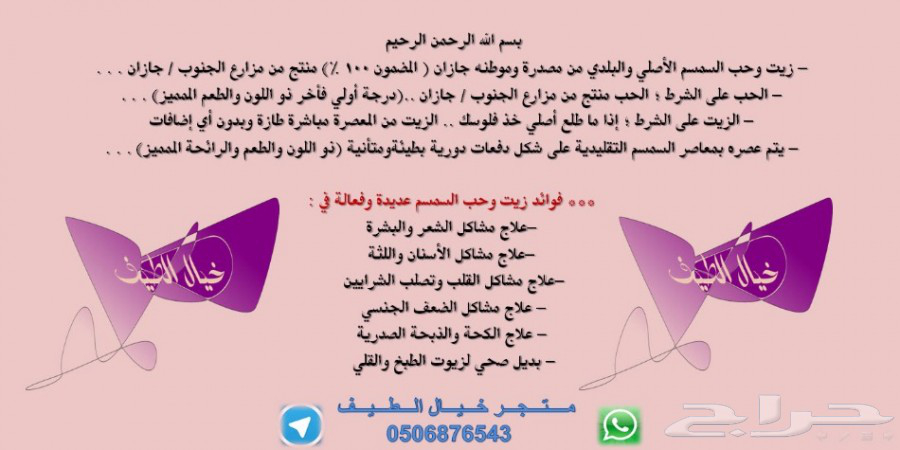 بسم الله الرحمن الرحيم
– زيت وحب السمسم الأصلي والبلدي من مصدرة وموطنه جازان ( المضمون ١٠٠ ٪) منتج من مزارع الجنوب / جازان . . .
– الحب على الشرط ؛ الحب منتج من مزارع الجنوب / جازان ..(درجة أولي فأخر ذو اللون والطعم المميز) . . .
– الزيت على الشرط ؛ إذا ما طلع أصلي خذ فلوسك .. الزيت من المعصرة مباشرة طازة وبدون أي إضافات
– يتم عصره بمعاصر السمسم التقليدية على شكل دفعات دورية بطيئةومتأنية (ذو اللون والطعم والرائحة المميز) . . .
*** فوائد زيت وحب السمسم عديدة وفعالة في :
–علاج مشاكل الشعر والبشرة
–علاج مشاكل الأسنان واللثة
–علاج مشاكل القلب وتصلب الشرايين
– علاج مشاكل الضعف الجنسي
– علاج الكحة والذبحة الصدرية
– بديل صحي لزيوت الطبخ والقلي
خيال الطيف
خيال الطيف
متجر خيال الطيف
0506876543
حراج